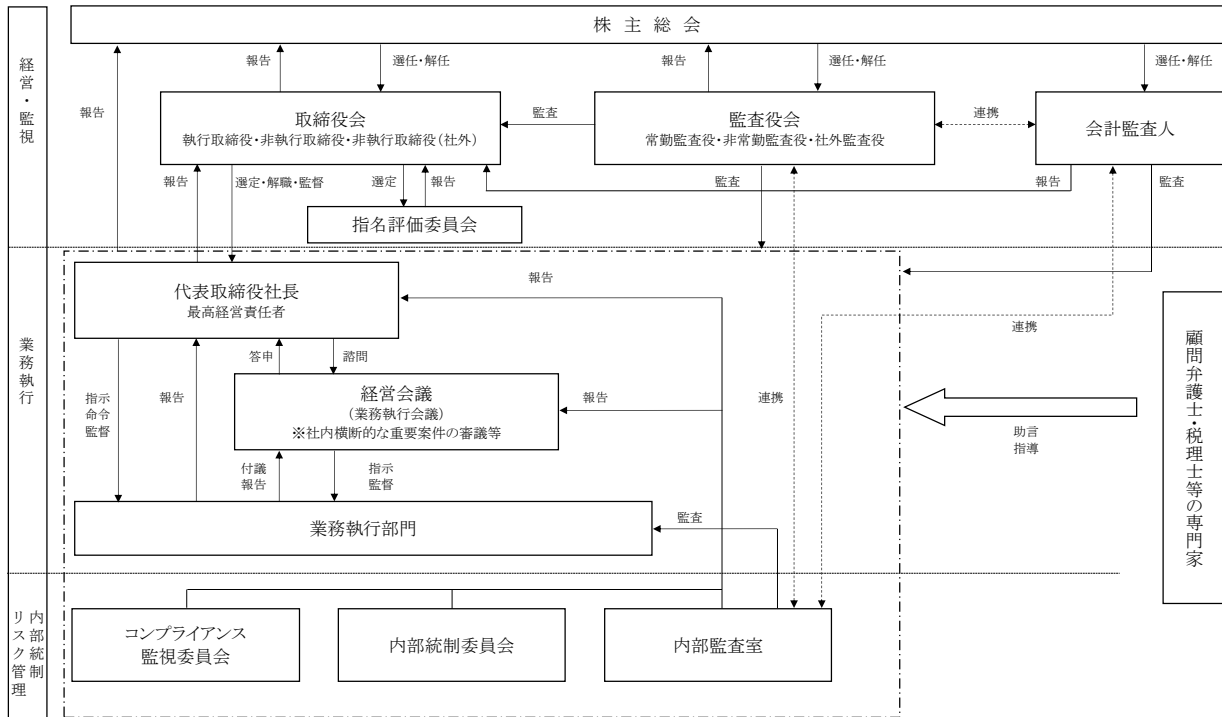 株主総会
経営・監視
報告
報告
選任・解任
報告
選任・解任
選任・解任
取締役会
執行取締役・非執行取締役・非執行取締役(社外)
監査
監査役会
常勤監査役・非常勤監査役・社外監査役
連携
会計監査人
報告
選定・解職・監督
選定
報告
監査
報告
監査
指名評価委員会
業務執行
代表取締役社長
最高経営責任者
報告
連携
答申
諮問
指示
命令
監督
報告
経営会議
(業務執行会議)
※社内横断的な重要案件の審議等
報告
連携
助言
指導
顧問弁護士・税理士等の専門家
付議
報告
指示
監督
業務執行部門
監査
内部統制
リスク管理
コンプライアンス
監視委員会
内部統制委員会
内部監査室